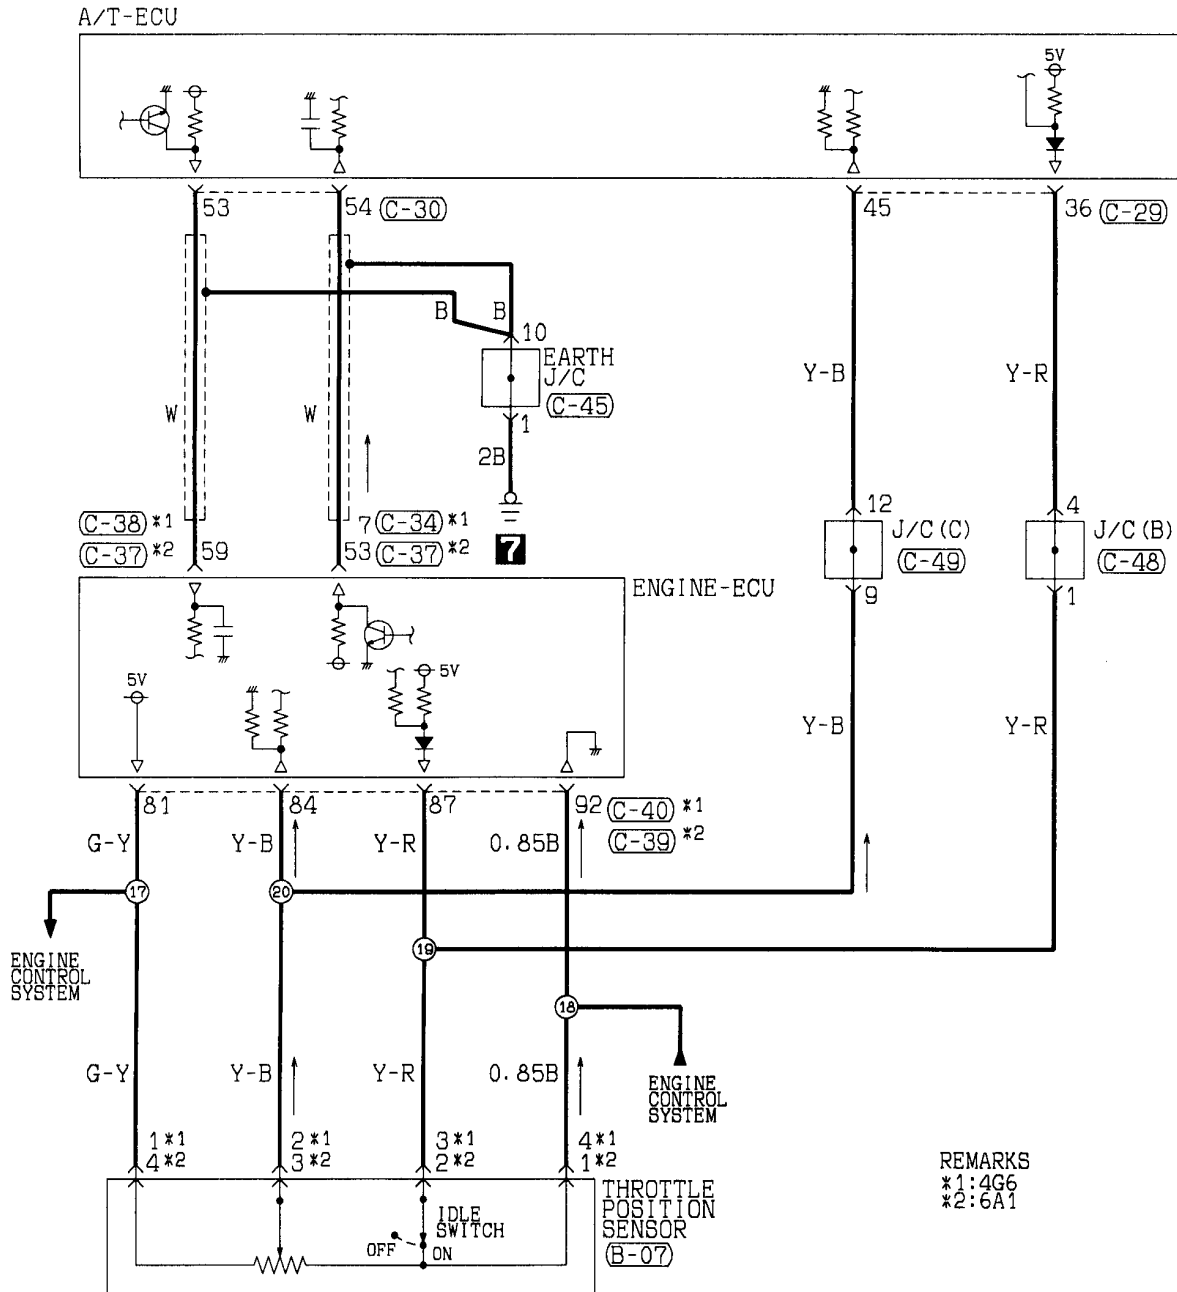 A/T-ECU
5V
53
54 (C-30)
45
36 (C-29)
B
B
10
EARTH
J/C
(C-45)
W
W
1
2B
Y-B
Y-R
7
12
J/C(C)
(C-49)
9
4
J/C(B)
(C-48)
1
(C-38)*1
(C-37)*2
59
7 (C-34)*1
53 (C-37)*2
ENGINE-ECU
5V
5V
Y-B
Y-R
81
84
87
92 (C-40)*1
(C-39)*2
G-Y
Y-B
Y-R
0.85B
17
20
19
18
ENGINE
CONTROL
SYSTEM
G-Y
Y-B
Y-R
0.85B
ENGINE
CONTROL
SYSTEM
1*1
4*2
2*1
3*2
3*1
2*2
4*1
1*2
THROTTLE
POSITION
SENSOR
(B-07)
IDLE
SWITCH
OFF
ON
REMARKS
*1:4G6
*2:6A1